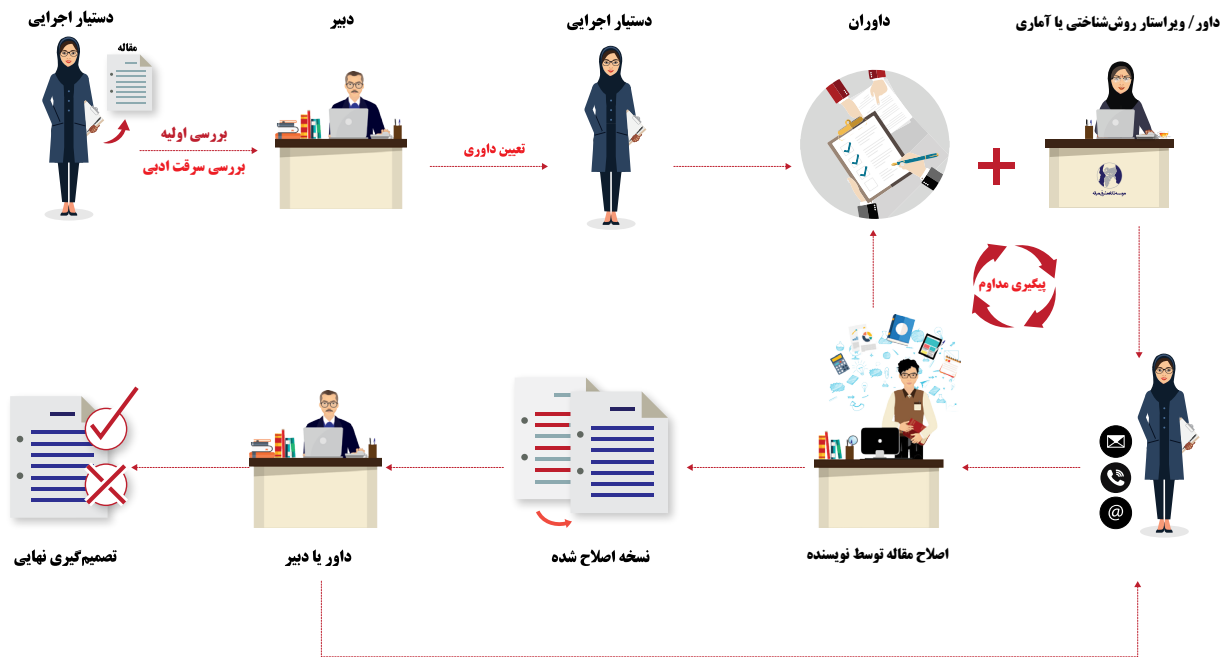 دستیار اجرایی
مقاله
بررسی اولیه
بررسی سرقت ادبی
دبیر
تعیین داوری
دستیار اجرایی
داوران
داور/ ویراستار روش‌شناختی یا آماری
پیگیری مداوم
اصلاح مقاله توسط نویسنده
نسخه اصلاح شده
داور یا دبیر
تصمیم‌گیری نهایی